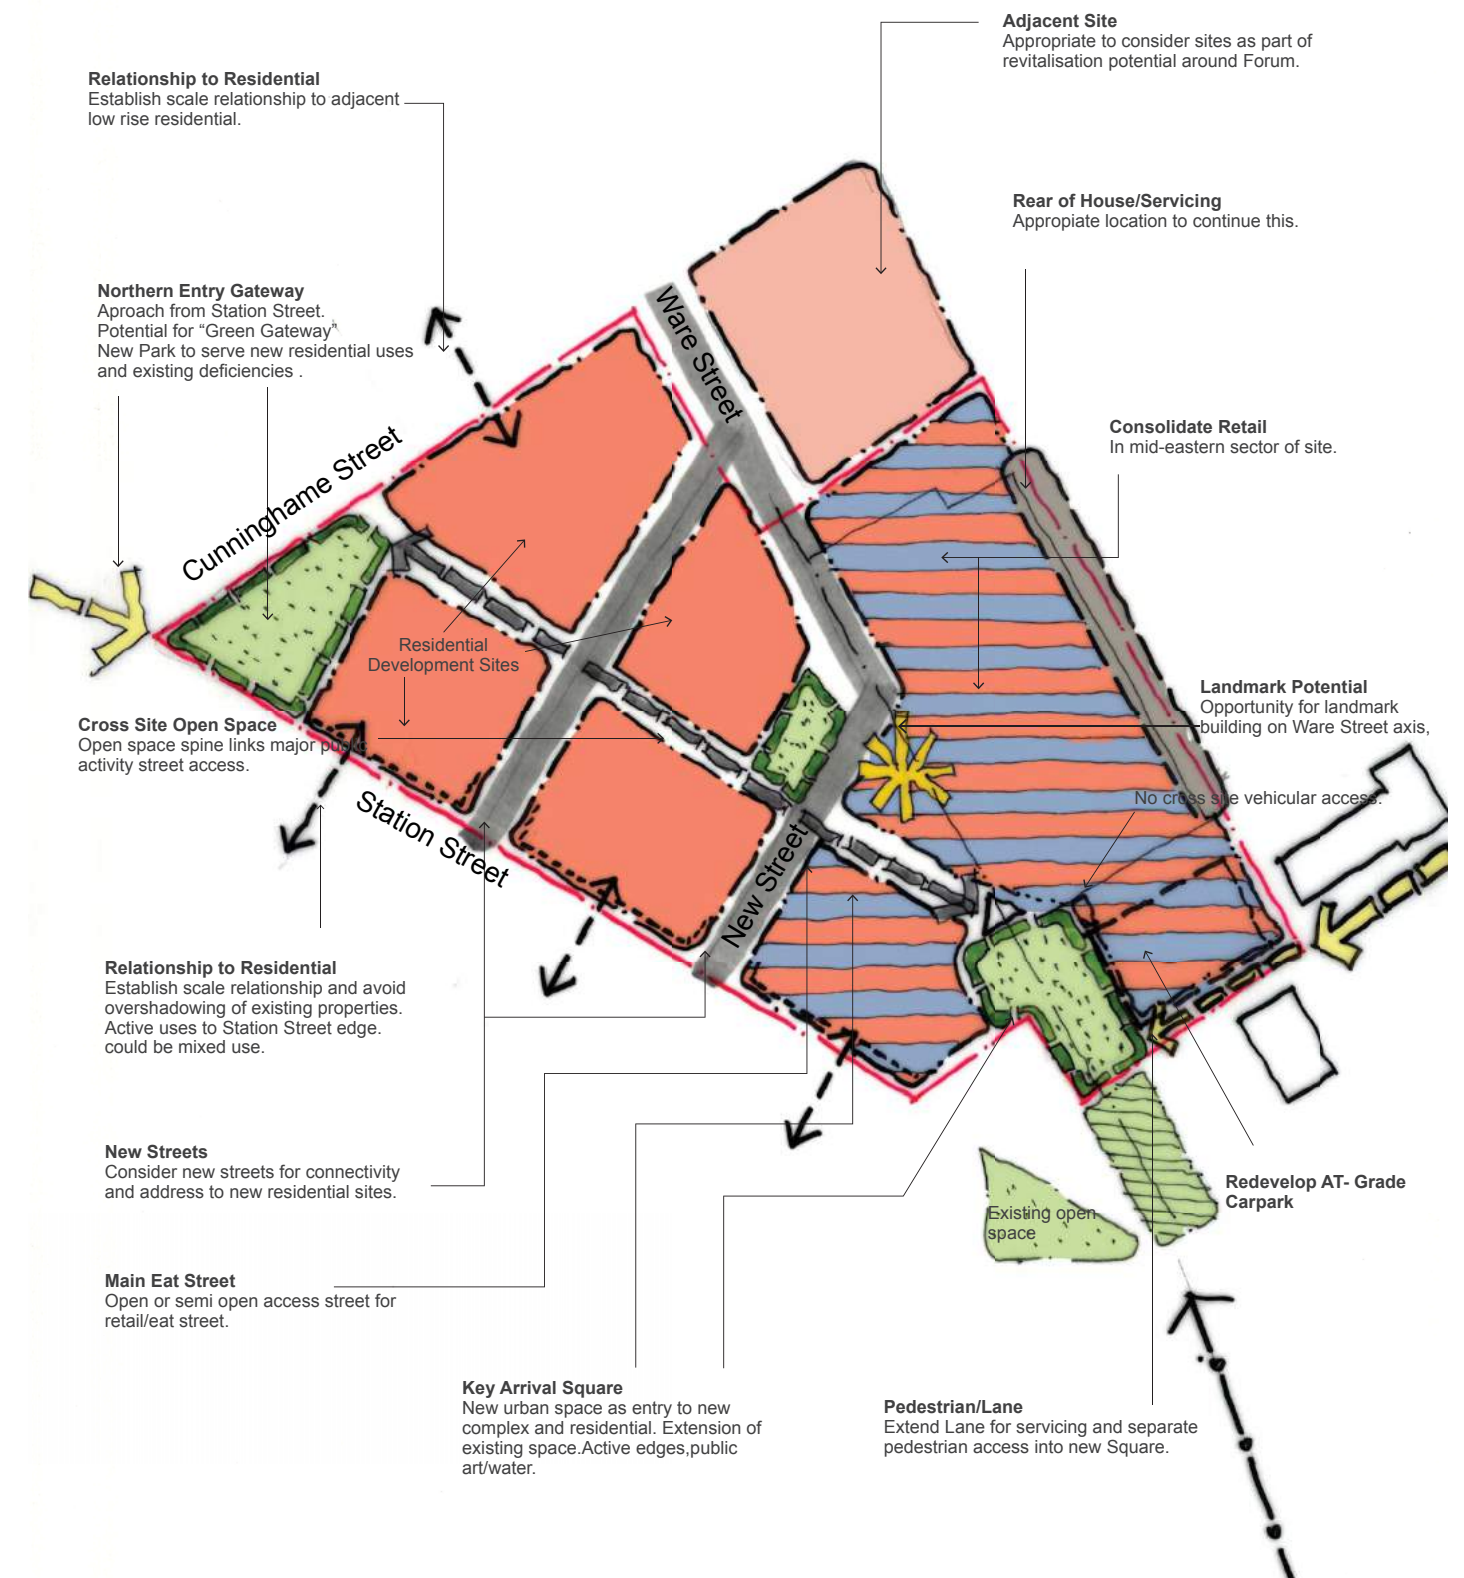 Adjacent Site
Appropriate to consider sites as part of
revitalisation potential around Forum.
Relationship to Residential
Establish scale relationship to adjacent
low rise residential.
Rear of House/Servicing
Appropiate location to continue this.
Northern Entry Gateway
Aproach from Station Street.
Potential for “Green Gateway”
New Park to serve new residential uses
and existing deficiencies .
Ware Street
Cunninghame Street
Consolidate Retail
In mid-eastern sector of site.
Residential
Development Sites
Landmark Potential
Opportunity for landmark
building on Ware Street axis,
Cross Site Open Space
Open space spine links major public
activity street access.
No cross site vehicular access.
Station Street
New Street
Relationship to Residential
Establish scale relationship and avoid
overshadowing of existing properties.
Active uses to Station Street edge.
could be mixed use.
New Streets
Consider new streets for connectivity
and address to new residential sites.
Redevelop AT- Grade
Carpark
Existing open
space
Main Eat Street
Open or semi open access street for
retail/eat street.
Key Arrival Square
New urban space as entry to new
complex and residential. Extension of
existing space.Active edges,public
art/water.
Pedestrian/Lane
Extend Lane for servicing and separate
pedestrian access into new Square.